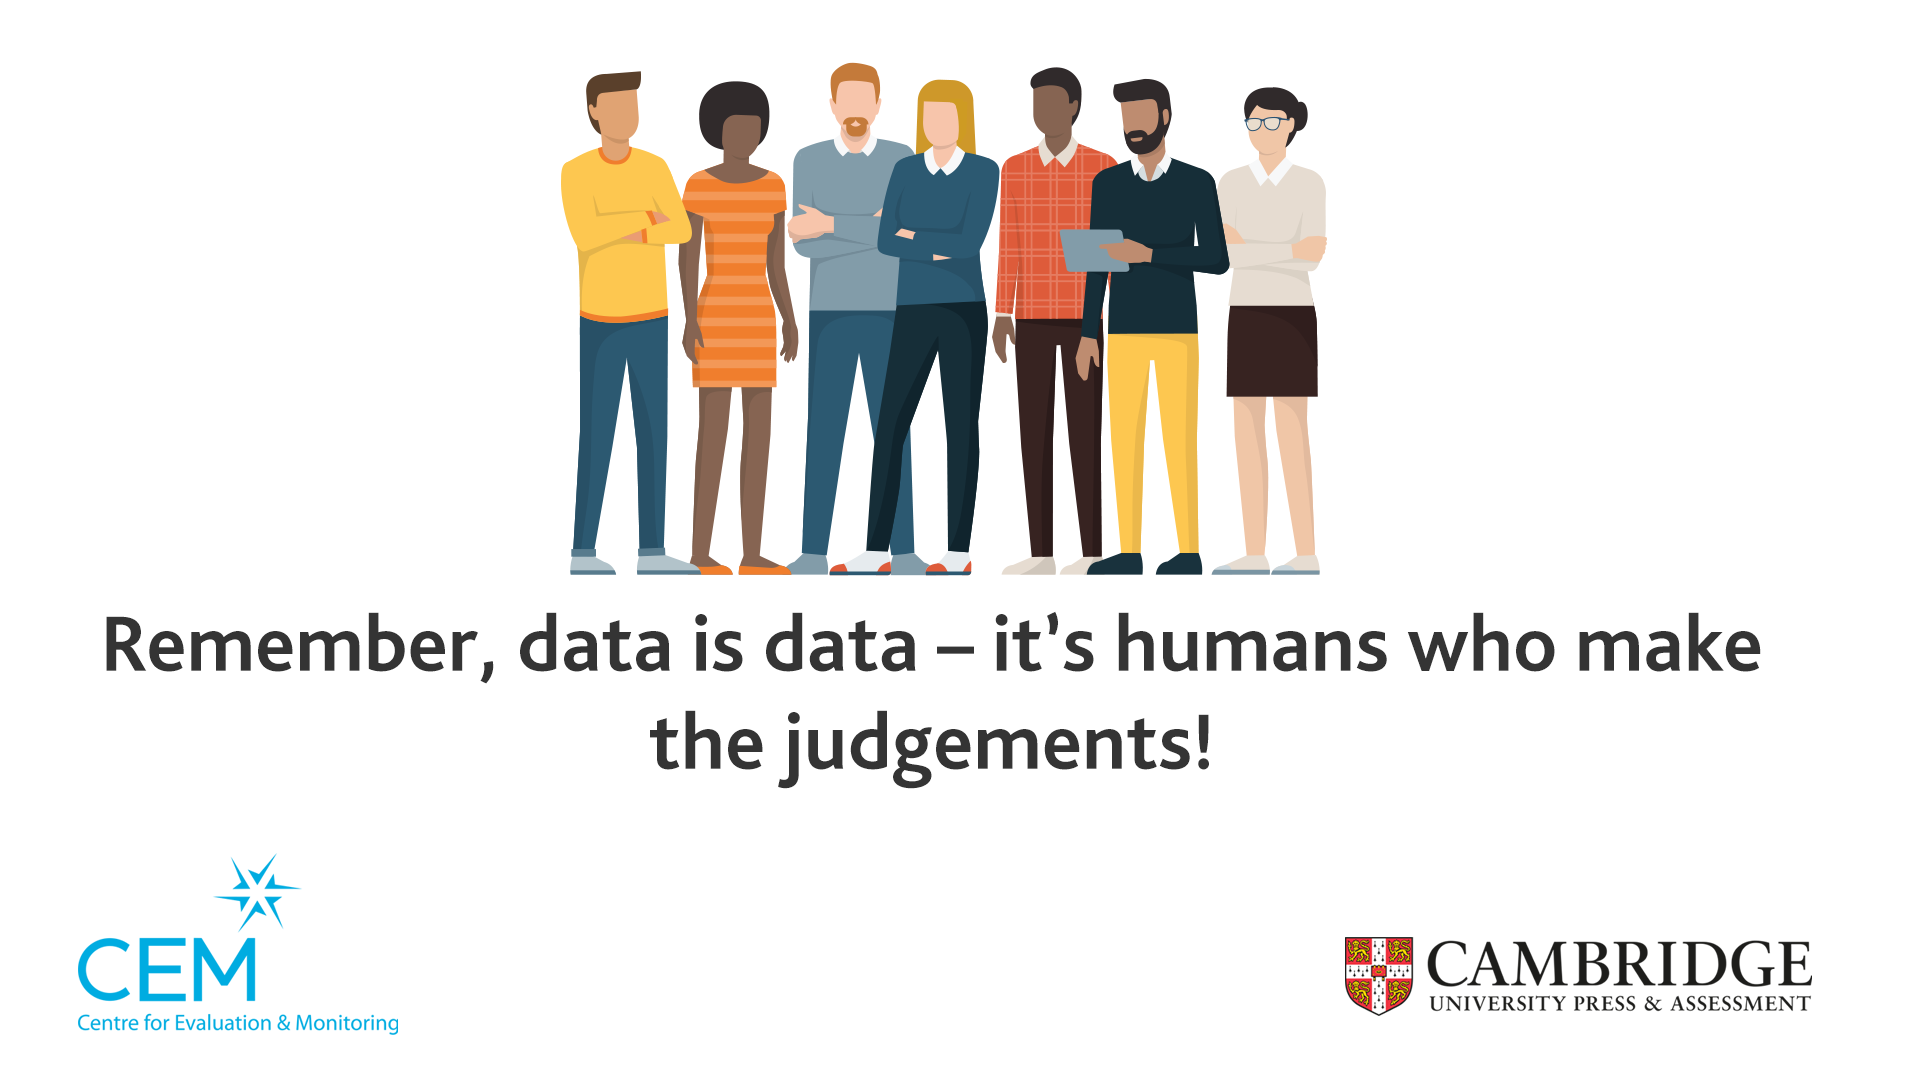 Remember, data is data – it’s humans who make
the judgements!
CEM
Centre for Evaluation & Monitoring
CAMBRIDGE
UNIVERSITY PRESS & ASSESSMENT